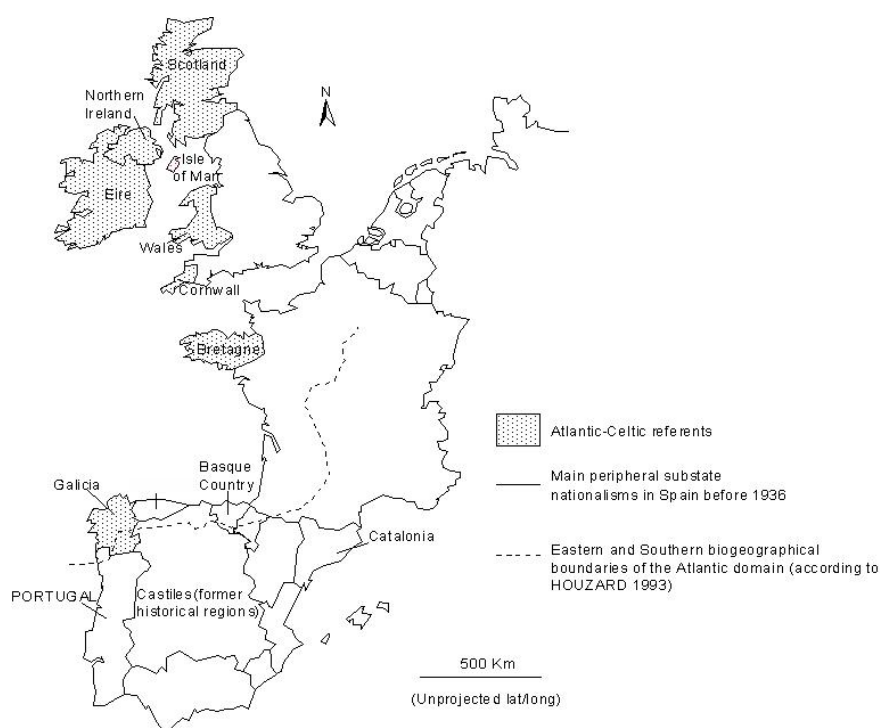 Scotland
Northern
Ireland
N
Isle
of Man
Eire
Wales
Cornwall
Bretagne
Atlantic-Celtic referents
Basque
Country
Galicia
Main peripheral substate
nationalisms in Spain before 1936
Catalonia
Eastern and Southern biogeographical
boundaries of the Atlantic domain (according to
HOUZARD 1993)
PORTUGAL
Castiles(former
historical regions)
500 Km
(Unprojected lat/long)